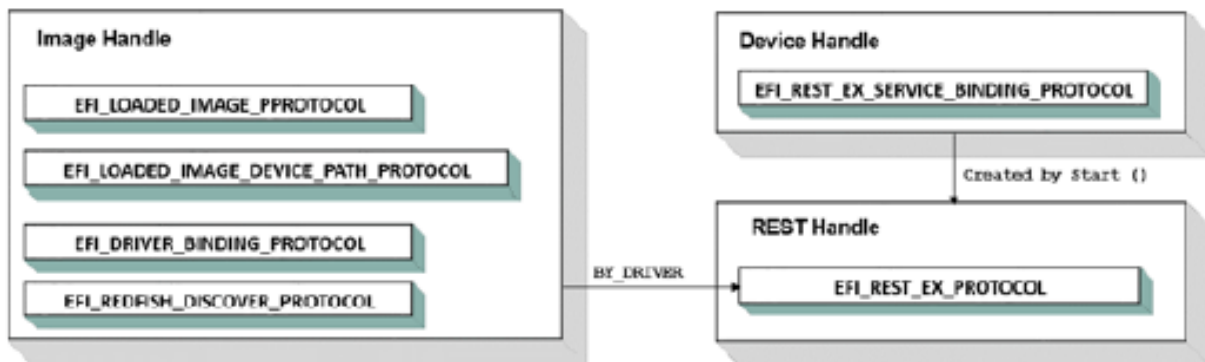 Image Handle
EFI_LOADED_IMAGE_PPROTOCOL
EFI_LOADED_IMAGE_DEVICE_PATH_PROTOCOL
EFI_DRIVER_BINDING_PROTOCOL
EFI_REDFISH_DISCOVER_PROTOCOL
BY_DRIVER
Device Handle
EFI_REST_EX_SERVICE_BINDING_PROTOCOL
Created by Start ()
REST Handle
EFI_REST_EX_PROTOCOL